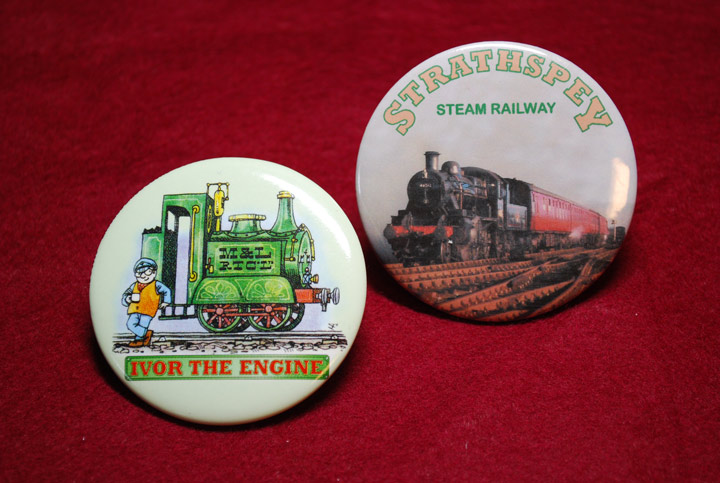 STRATHSPEY
STEAM RAILWAY
M&L
IVOR THE ENGINE